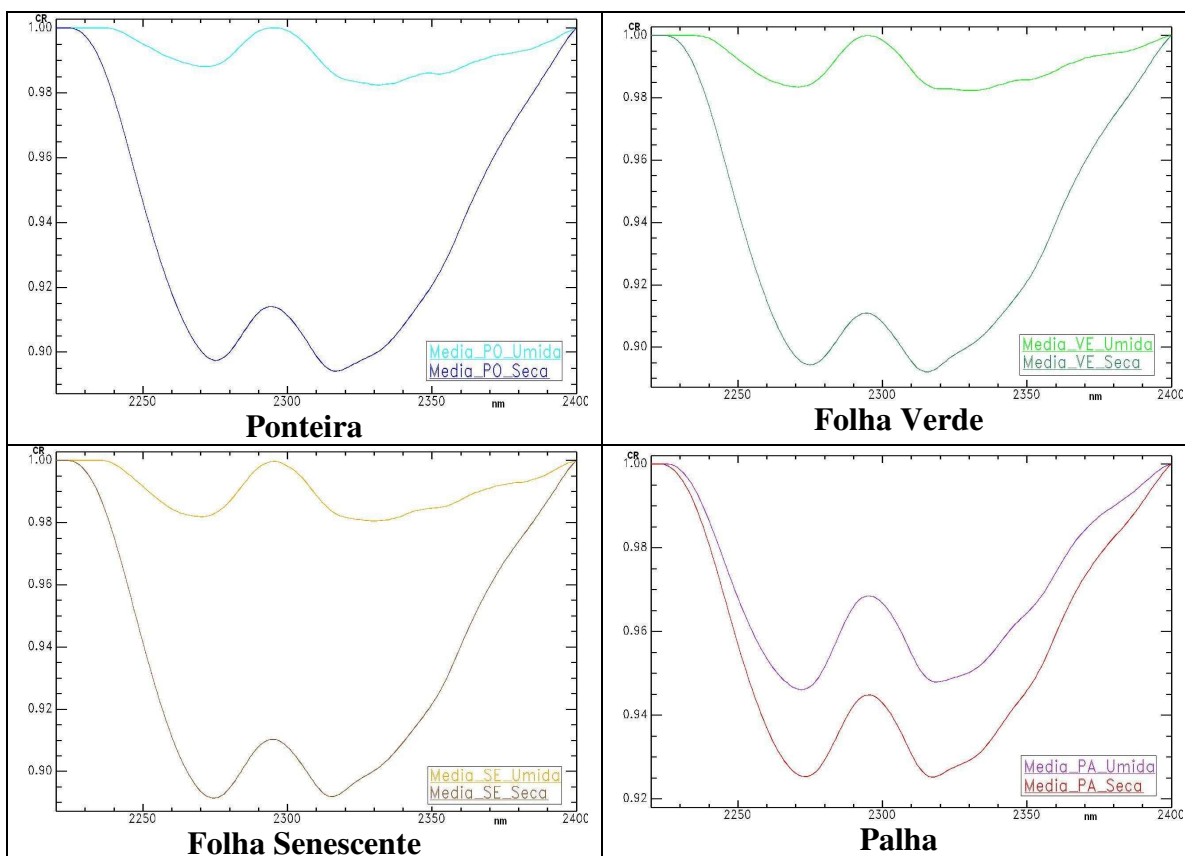 CR
1.00
0.98
0.96
0.94
0.92
0.90
Media_PO_Umida
Media_PO_Seca
2250
2300
2350
2400
nm
Ponteira
CR
1.00
0.98
0.96
0.94
0.92
0.90
Media_VE_Umida
Media_VE_Seca
2250
2300
2350
2400
nm
Folha Verde
CR
1.00
0.98
0.96
0.94
0.92
0.90
Media_SE_Umida
Media_SE_Seca
2250
2300
2350
2400
nm
Folha Senescente
CR
1.00
0.98
0.96
0.94
0.92
Media_PA_Umida
Media_PA_Seca
2250
2300
2350
2400
nm
Palha